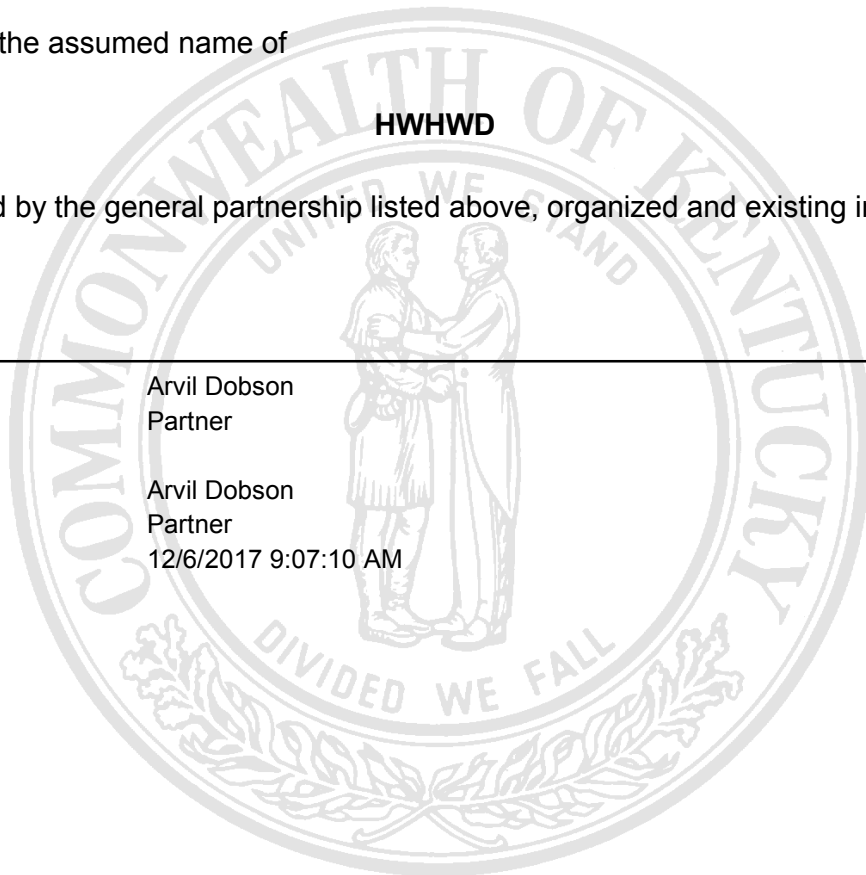 the assumed name of
HWHWD
d by the general partnership listed above, organized and existing i
Arvil Dobson
Partner
Arvil Dobson
Partner
12/6/2017 9:07:10 AM
COMMONWEALTH OF KENTUCKY
UNITED WE STAND
DIVIDED WE FALL